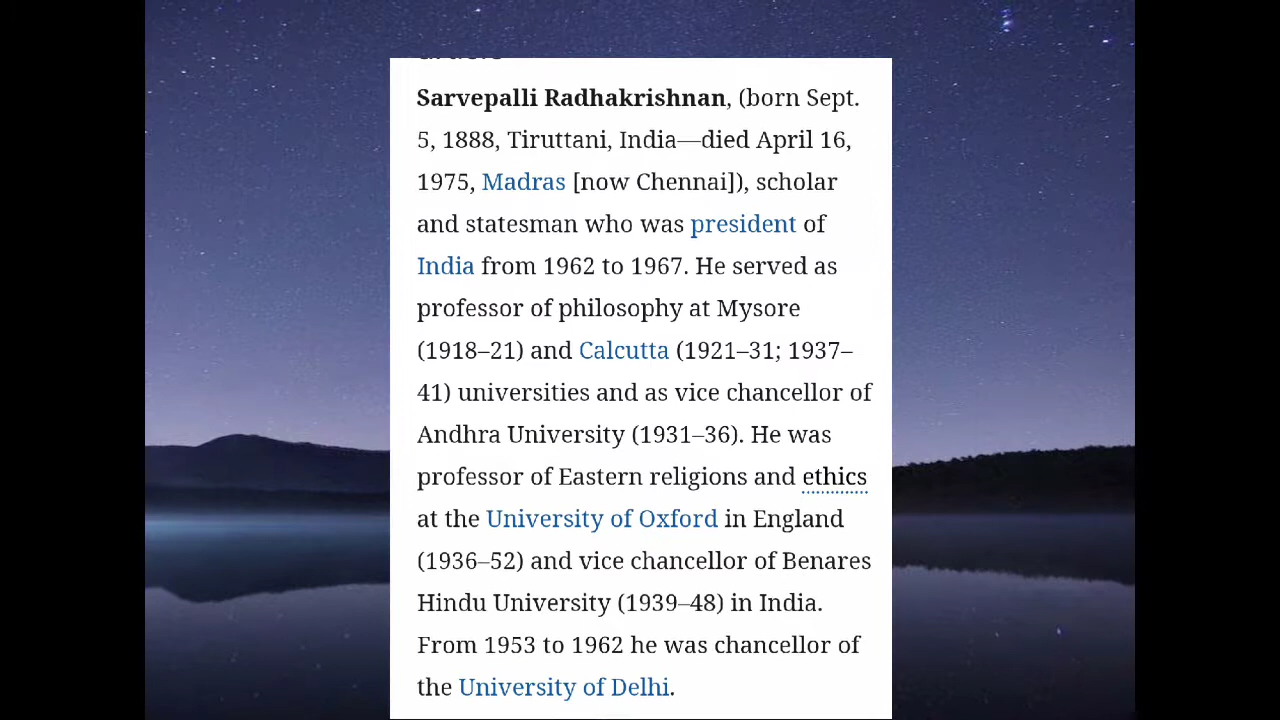 Sarvepalli Radhakrishnan, (born Sept.
5, 1888, Tiruttani, India—died April 16,
1975, Madras [now Chennai]), scholar
and statesman who was president of
India from 1962 to 1967. He served as
professor of philosophy at Mysore
(1918–21) and Calcutta (1921–31; 1937–
41) universities and as vice chancellor of
Andhra University (1931–36). He was
professor of Eastern religions and ethics
at the University of Oxford in England
(1936–52) and vice chancellor of Benares
Hindu University (1939–48) in India.
From 1953 to 1962 he was chancellor of
the University of Delhi.